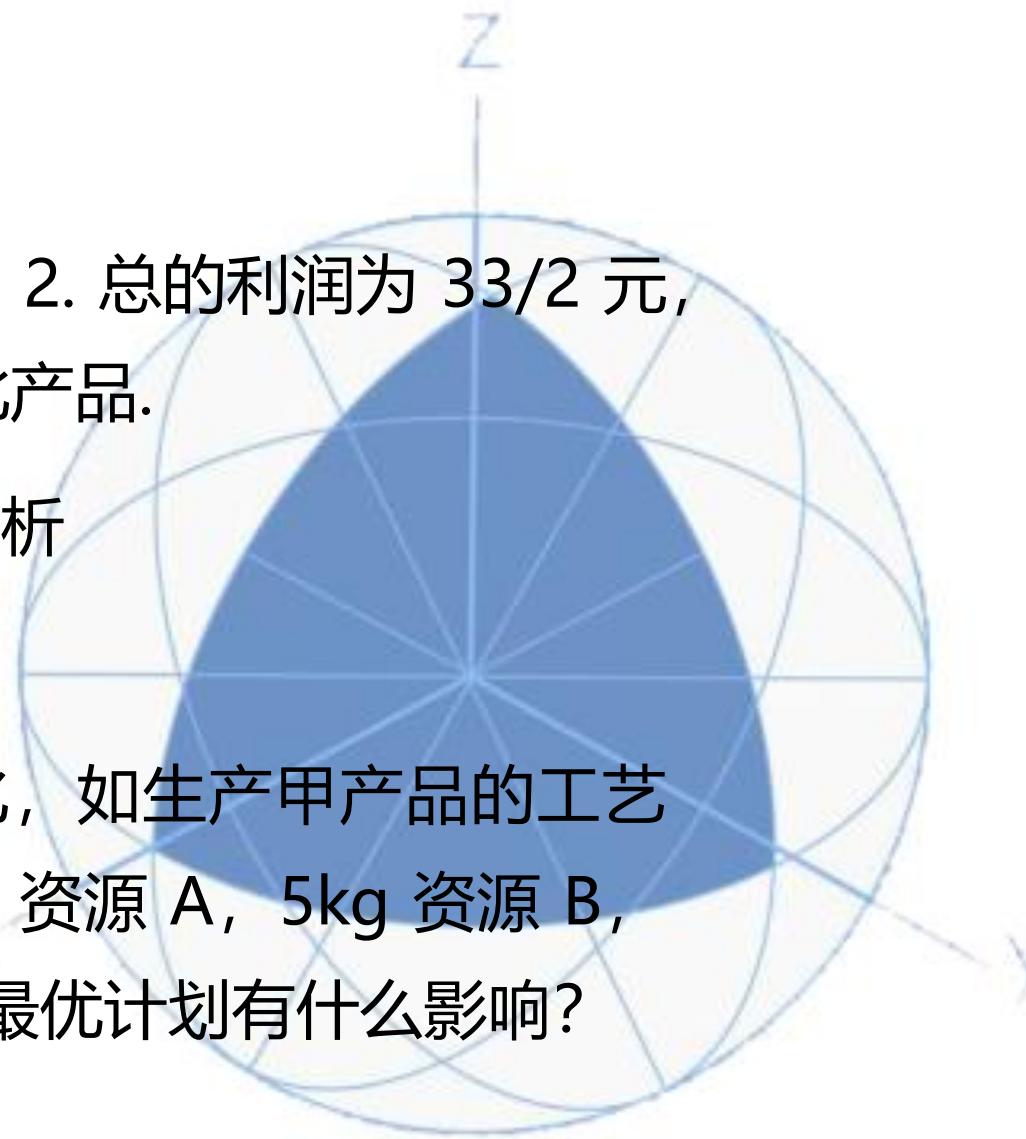 Z
2. 总的利润为 33/2 元，
产品.
析
，如生产甲产品的工艺
资源 A，5kg 资源 B，
最优计划有什么影响？